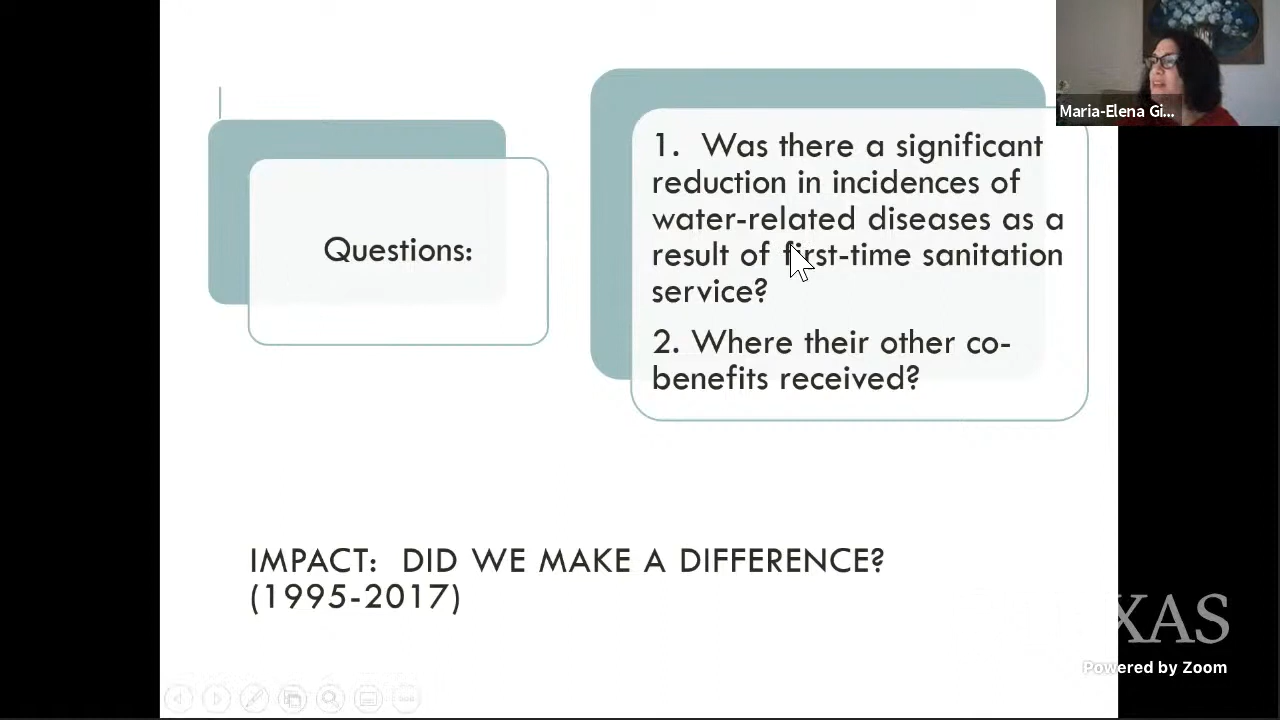 Maria-Elena Gi...
Questions:
1. Was there a significant
reduction in incidences of
water-related diseases as a
result of first-time sanitation
service?
2. Where their other co-
benefits received?
IMPACT: DID WE MAKE A DIFFERENCE?
(1995-2017)
XAS
Powered by Zoom